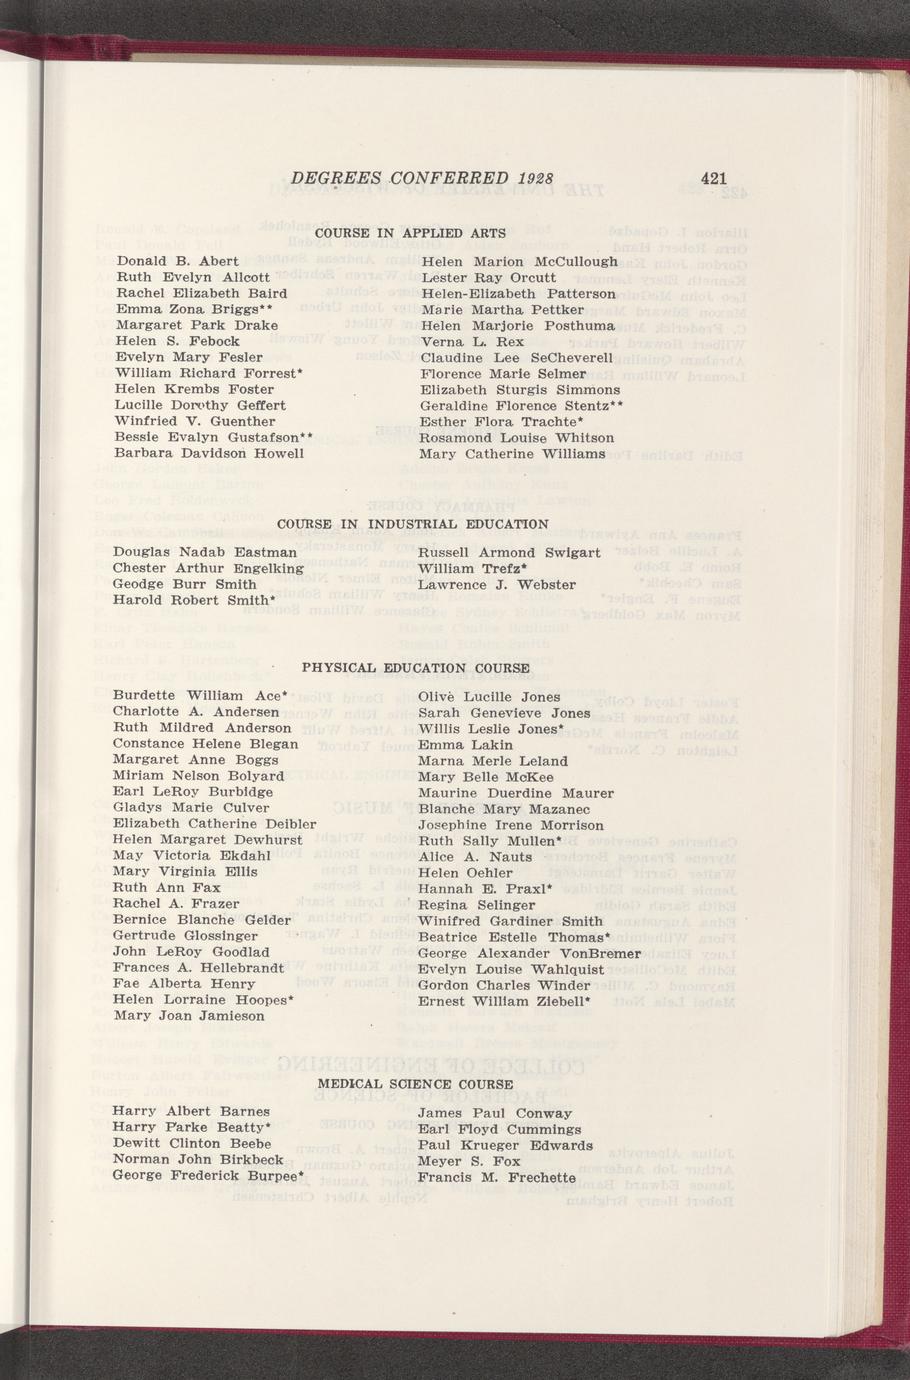 DEGREES CONFERRED 1928 421
COURSE IN APPLIED ARTS
Donald B. Abert
Ruth Evelyn Allcott
Rachel Elizabeth Baird
Emma Zona Briggs**
Margaret Park Drake
Helen S. Febock
Evelyn Mary Fesler
William Richard Forrest*
Helen Krembs Foster
Lucille Dorothy Geffert
Winfried V. Guenther
Bessie Evalyn Gustafson**
Barbara Davidson Howell
Helen Marion McCullough
Lester Ray Orcutt
Helen-Elizabeth Patterson
Marie Martha Pettker
Helen Marjorie Posthuma
Verna L. Rex
Claudine Lee SeCheverell
Florence Marie Selmer
Elizabeth Sturgis Simmons
Geraldine Florence Stentz**
Esther Flora Trachte*
Rosamond Louise Whitson
Mary Catherine Williams
COURSE IN INDUSTRIAL EDUCATION
Douglas Nadab Eastman
Chester Arthur Engelking
Geodge Burr Smith
Harold Robert Smith*
Russell Armond Swigart
William Trefz*
Lawrence J. Webster
PHYSICAL EDUCATION COURSE
Burdette William Ace*
Charlotte A. Andersen
Ruth Mildred Anderson
Constance Helene Blegan
Margaret Anne Boggs
Miriam Nelson Bolyard
Earl LeRoy Burbidge
Gladys Marie Culver
Elizabeth Catherine Deibler
Helen Margaret Dewhurst
May Victoria Ekdahl
Mary Virginia Ellis
Ruth Ann Fax
Rachel A. Frazer
Bernice Blanche Gelder
Gertrude Glossinger
John LeRoy Goodlad
Frances A. Hellebrandt
Fae Alberta Henry
Helen Lorraine Hoopes*
Mary Joan Jamieson
Olive Lucille Jones
Sarah Genevieve Jones
Willis Leslie Jones*
Emma Lakin
Marna Merle Leland
Mary Belle McKee
Maurine Duerdine Maurer
Blanche Mary Mazanec
Josephine Irene Morrison
Ruth Sally Mullen*
Alice A. Nauts
Helen Oehler
Hannah E. Praxl*
Regina Selinger
Winifred Gardiner Smith
Beatrice Estelle Thomas*
George Alexander VonBremer
Evelyn Louise Wahlquist
Gordon Charles Winder
Ernest William Ziebell*
MEDICAL SCIENCE COURSE
Harry Albert Barnes
Harry Parke Beatty*
Dewitt Clinton Beebe
Norman John Birkbeck
George Frederick Burpee*
James Paul Conway
Earl Floyd Cummings
Paul Krueger Edwards
Meyer S. Fox
Francis M. Frechette